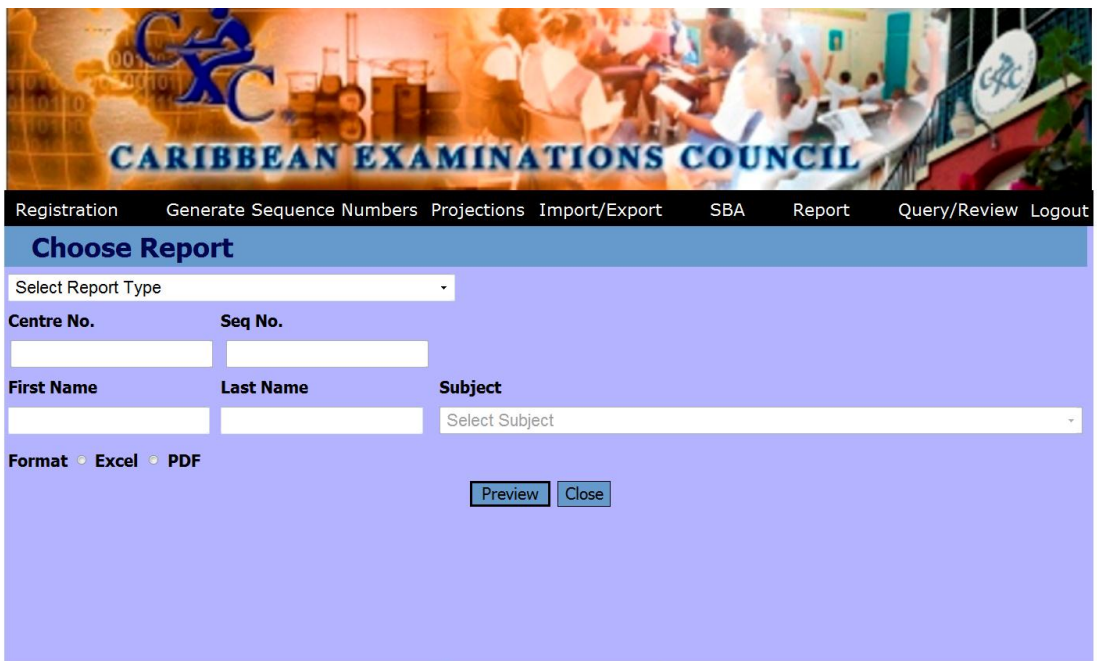 CXC
CXC
CARIBBEAN EXAMINATIONS COUNCIL
Registration Generate Sequence Numbers Projections Import/Export SBA Report Query/Review Logout
Choose Report
Select Report Type
Centre No. Seq No.
First Name Last Name Subject
Select Subject
Format Excel PDF
Preview Close